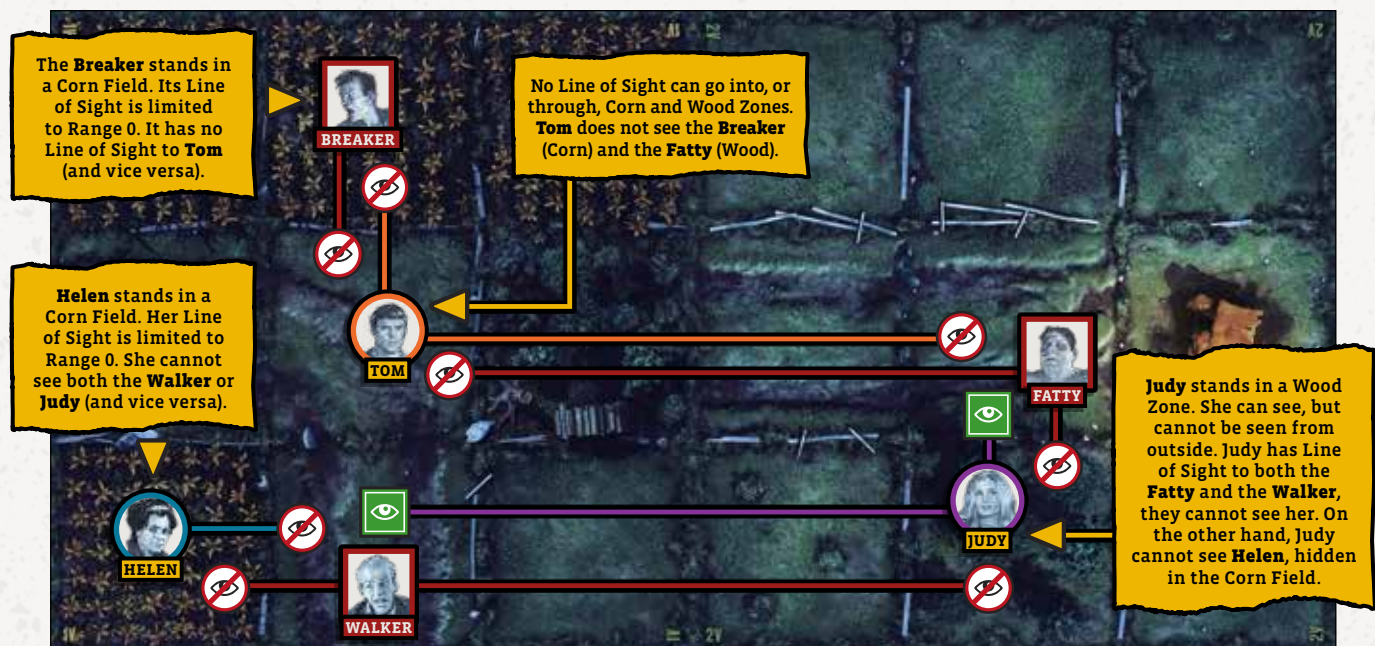 The Breaker stands in
a Corn Field. Its Line
of Sight is limited
to Range 0. It has no
Line of Sight to Tom
(and vice versa).
BREAKER
No Line of Sight can go into, or
through, Corn and Wood Zones.
Tom does not see the Breaker
(Corn) and the Fatty (Wood).
Helen stands in a
Corn Field. Her Line
of Sight is limited to
Range 0. She cannot
see both the Walker or
Judy (and vice versa).
TOM
FATTY
Judy stands in a Wood
Zone. She can see, but
cannot be seen from
outside. Judy has Line
of Sight to both the
Fatty and the Walker,
they cannot see her. On
the other hand, Judy
cannot see Helen, hidden
in the Corn Field.
HELEN
JUDY
WALKER
1V
2V